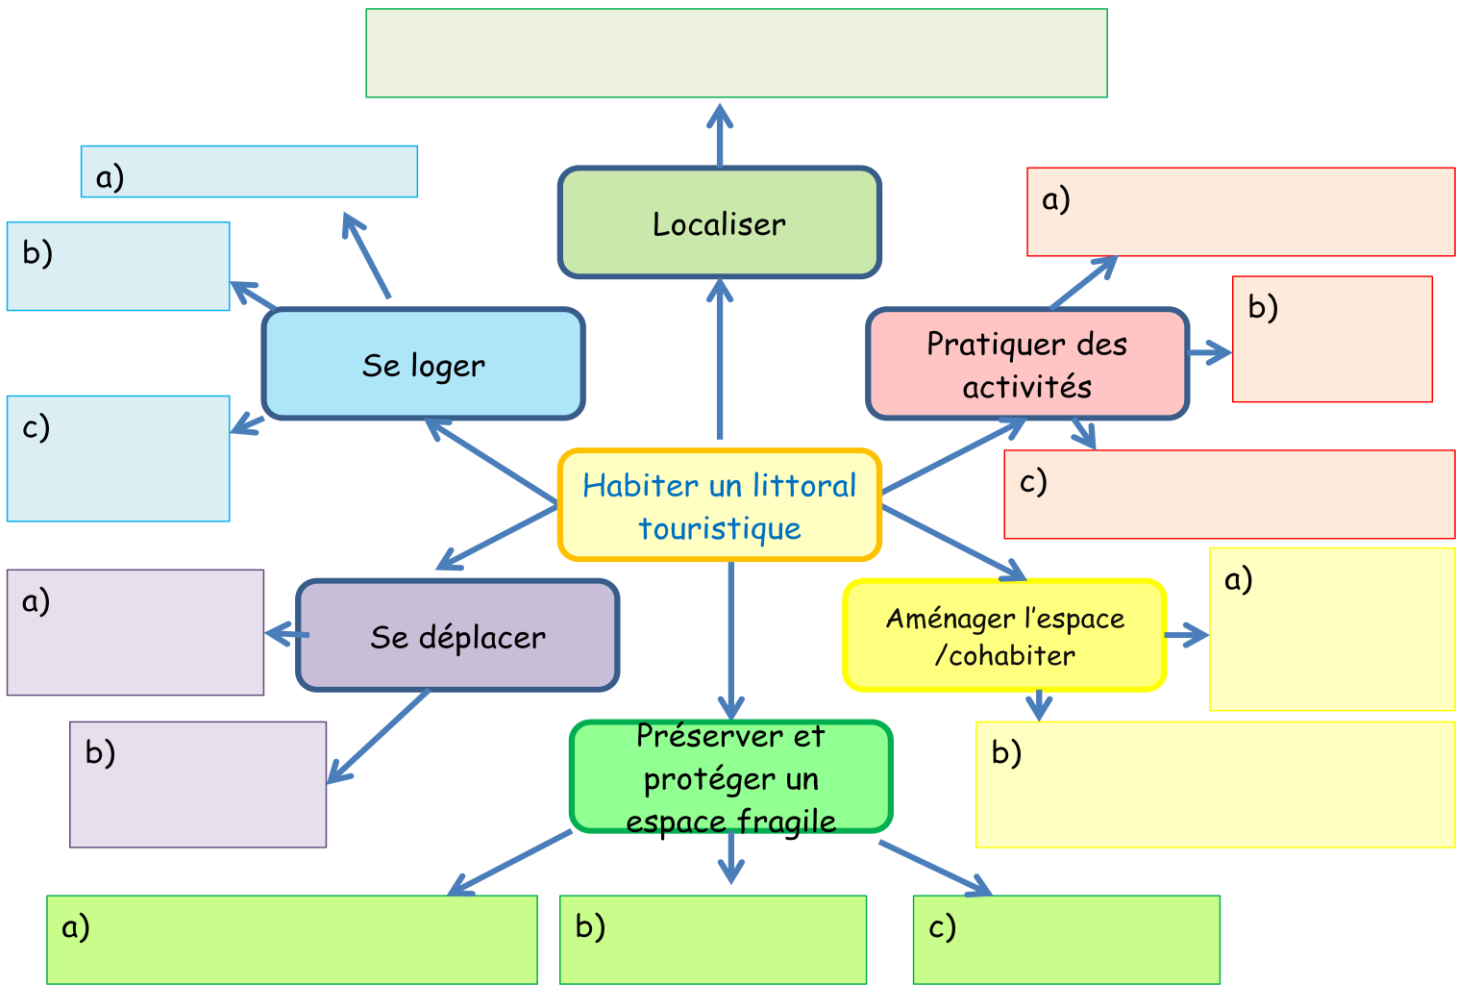 a)
Localiser
a)
b)
b)
Se loger
Pratiquer des
activités
c)
c)
Habiter un littoral
touristique
a)
Se déplacer
Aménager l’espace
/cohabiter
a)
b)
Préserver et
protéger un
espace fragile
b)
a)
b)
c)